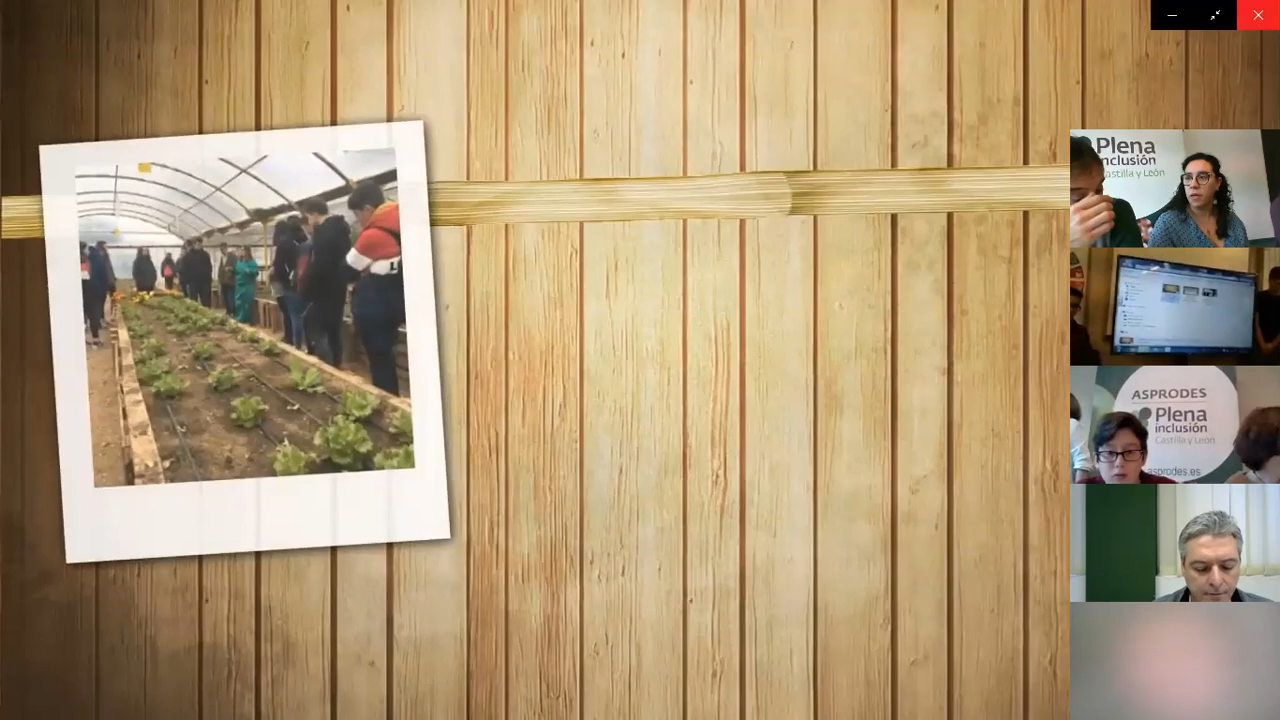 Plena
inclusión
Castilla y León
ASPRODES
Plena
inclusión
Castilla y León
asprodes.es
L